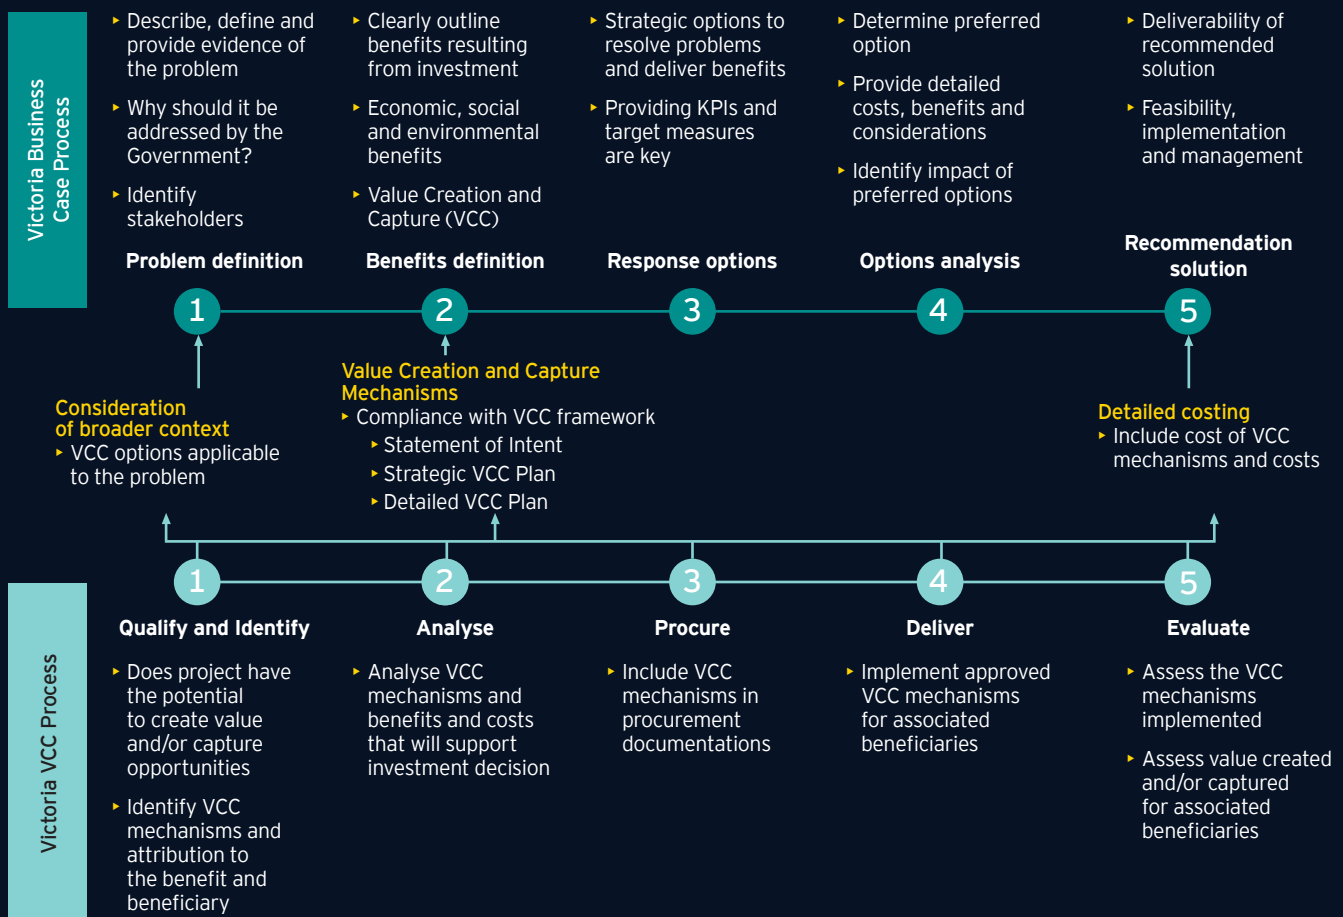 Victoria Business
Case Process
▸ Describe, define and
provide evidence of
the problem
▸ Why should it be
addressed by the
Government?
▸ Identify
stakeholders
▸ Clearly outline
benefits resulting
from investment
▸ Economic, social
and environmental
benefits
▸ Value Creation and
Capture (VCC)
▸ Strategic options to
resolve problems
and deliver benefits
▸ Providing KPIs and
target measures
are key
▸ Determine preferred
option
▸ Provide detailed
costs, benefits and
considerations
▸ Identify impact of
preferred options
▸ Deliverability of
recommended
solution
▸ Feasibility,
implementation
and management
Problem definition
Benefits definition
Response options
Options analysis
Recommendation
solution
1
2
3
4
5
Consideration
of broader context
▸ VCC options applicable
to the problem
Value Creation and Capture
Mechanisms
▸ Compliance with VCC framework
▸ Statement of Intent
▸ Strategic VCC Plan
▸ Detailed VCC Plan
Detailed costing
▸ Include cost of VCC
mechanisms and costs
Victoria VCC Process
1
2
3
4
5
Qualify and Identify
Analyse
Procure
Deliver
Evaluate
▸ Does project have
the potential
to create value
and/or capture
opportunities
▸ Identify VCC
mechanisms and
attribution to
the benefit and
beneficiary
▸ Analyse VCC
mechanisms and
benefits and costs
that will support
investment decision
▸ Include VCC
mechanisms in
procurement
documentations
▸ Implement approved
VCC mechanisms
for associated
beneficiaries
▸ Assess the VCC
mechanisms
implemented
▸ Assess value created
and/or captured
for associated
beneficiaries